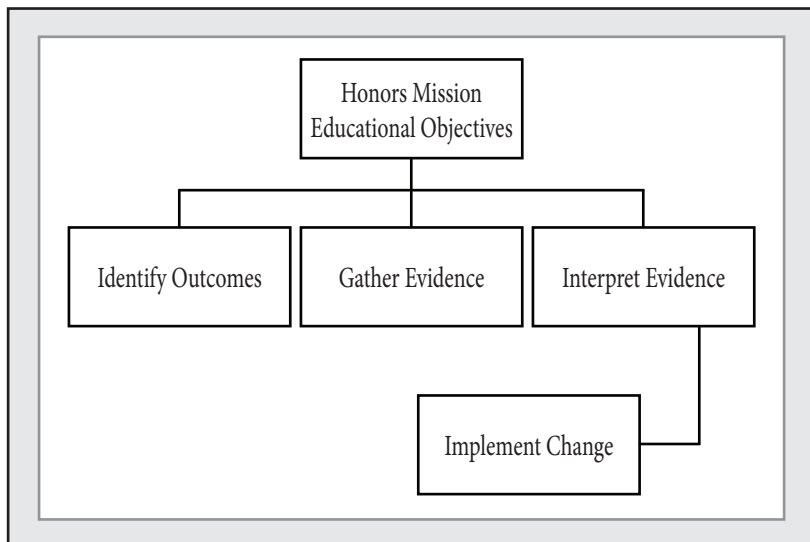 Honors Mission
Educational Objectives
Identify Outcomes
Gather Evidence
Interpret Evidence
Implement Change